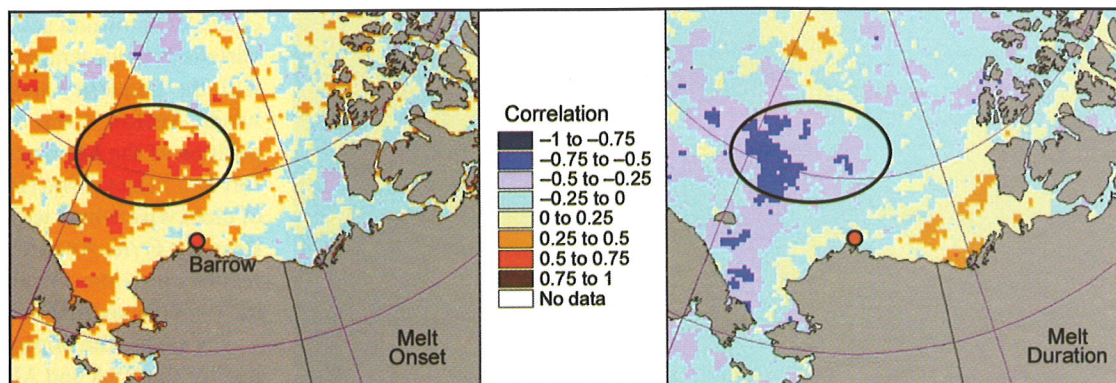 Barrow
Melt
Onset
Correlation
–1 to –0.75
–0.75 to –0.5
–0.5 to –0.25
–0.25 to 0
0 to 0.25
0.25 to 0.5
0.5 to 0.75
0.75 to 1
No data
Melt
Duration